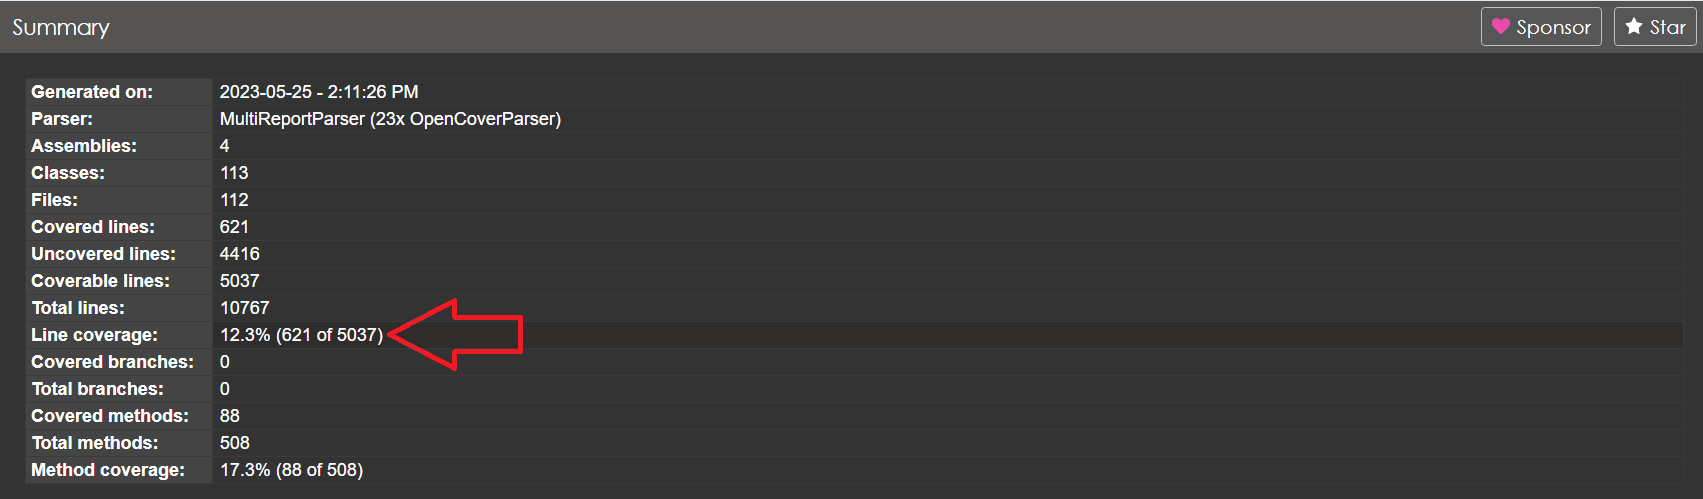 Summary
Sponsor
Star
Generated on: 2023-05-25 - 2:11:26 PM
Parser: MultiReportParser (23x OpenCoverParser)
Assemblies: 4
Classes: 113
Files: 112
Covered lines: 621
Uncovered lines: 4416
Coverable lines: 5037
Total lines: 10767
Line coverage: 12.3% (621 of 5037)
Covered branches: 0
Total branches: 0
Covered methods: 88
Total methods: 508
Method coverage: 17.3% (88 of 508)